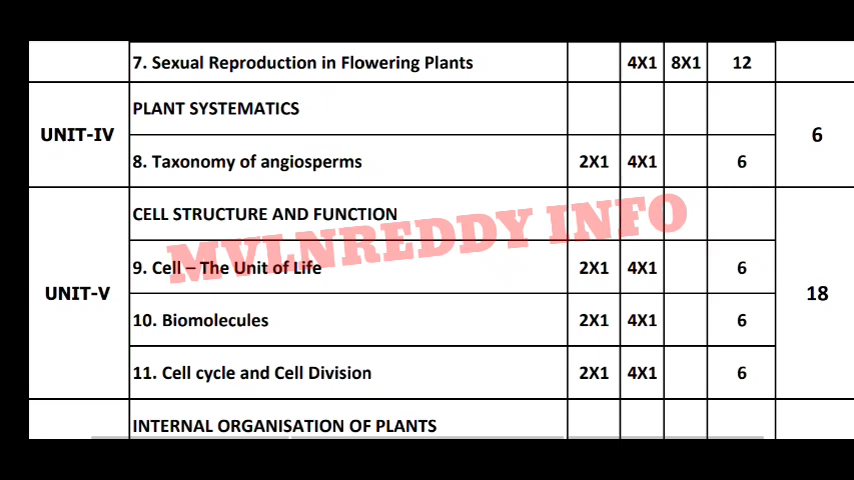 7. Sexual Reproduction in Flowering Plants 4X1 8X1 12
PLANT SYSTEMATICS
UNIT-IV 6
8. Taxonomy of angiosperms 2X1 4X1 6
CELL STRUCTURE AND FUNCTION
MVLNREDDY INFO
9. Cell – The Unit of Life 2X1 4X1 6
UNIT-V 18
10. Biomolecules 2X1 4X1 6
11. Cell cycle and Cell Division 2X1 4X1 6
INTERNAL ORGANISATION OF PLANTS